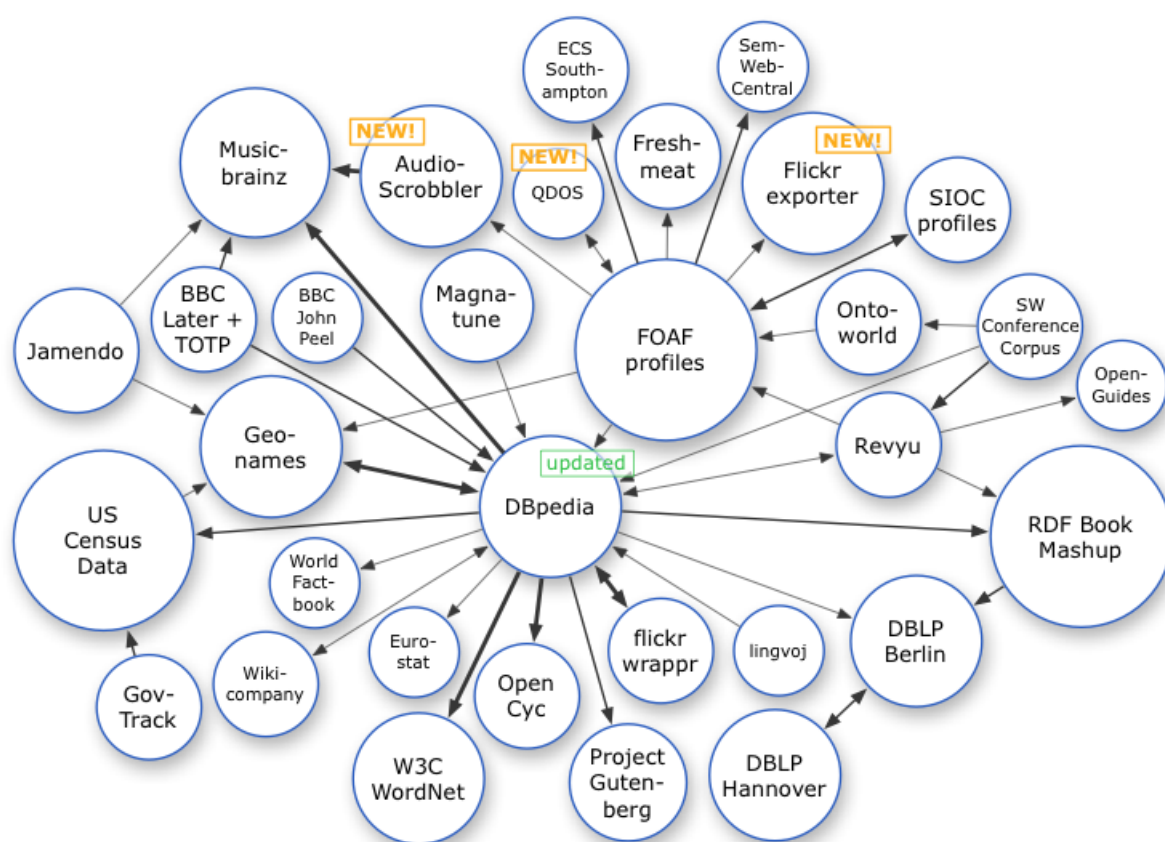 ECS
South-
ampton
Sem-
Web-
Central
NEW!
Music-
brainz
Audio-
Scrobbler
NEW!
QDOS
Fresh-
meat
NEW!
Flickr
exporter
SIOC
profiles
Jamendo
BBC
Later +
TOTP
BBC
John
Peel
Magna-
tune
FOAF
profiles
Onto-
world
SW
Conference
Corpus
Open-
Guides
Geo-
names
Revyu
updated
DBpedia
US
Census
Data
RDF Book
Mashup
World
Fact-
book
Euro-
stat
flickr
wrappr
lingvoj
DBLP
Berlin
Wiki-
company
Gov-
Track
Open
Cyc
W3C
WordNet
Project
Guten-
berg
DBLP
Hannover